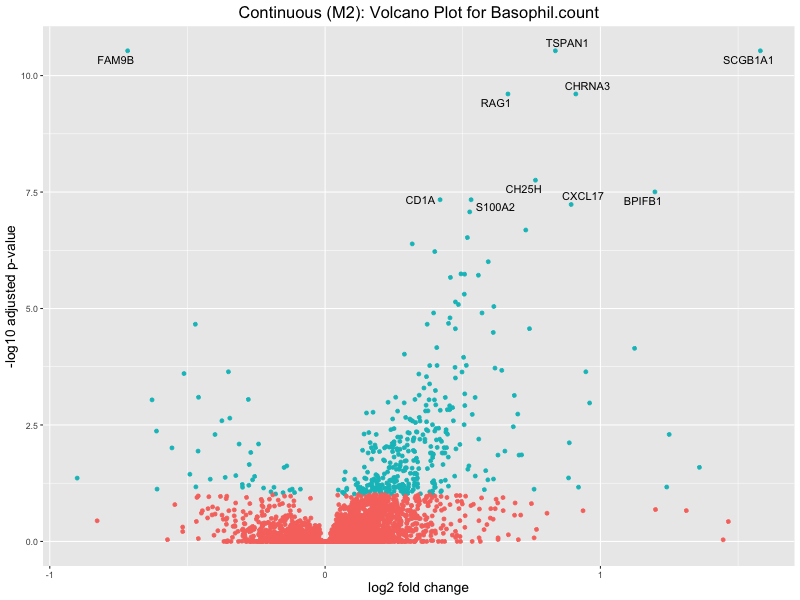 Continuous (M2): Volcano Plot for Basophil.count
TSPAN1
FAM9B
SCGB1A1
CHRNA3
RAG1
CH25H
CXCL17
BPIFB1
CD1A
S100A2
-log10 adjusted p-value
10.0
7.5
5.0
2.5
0.0
-1
0
1
log2 fold change